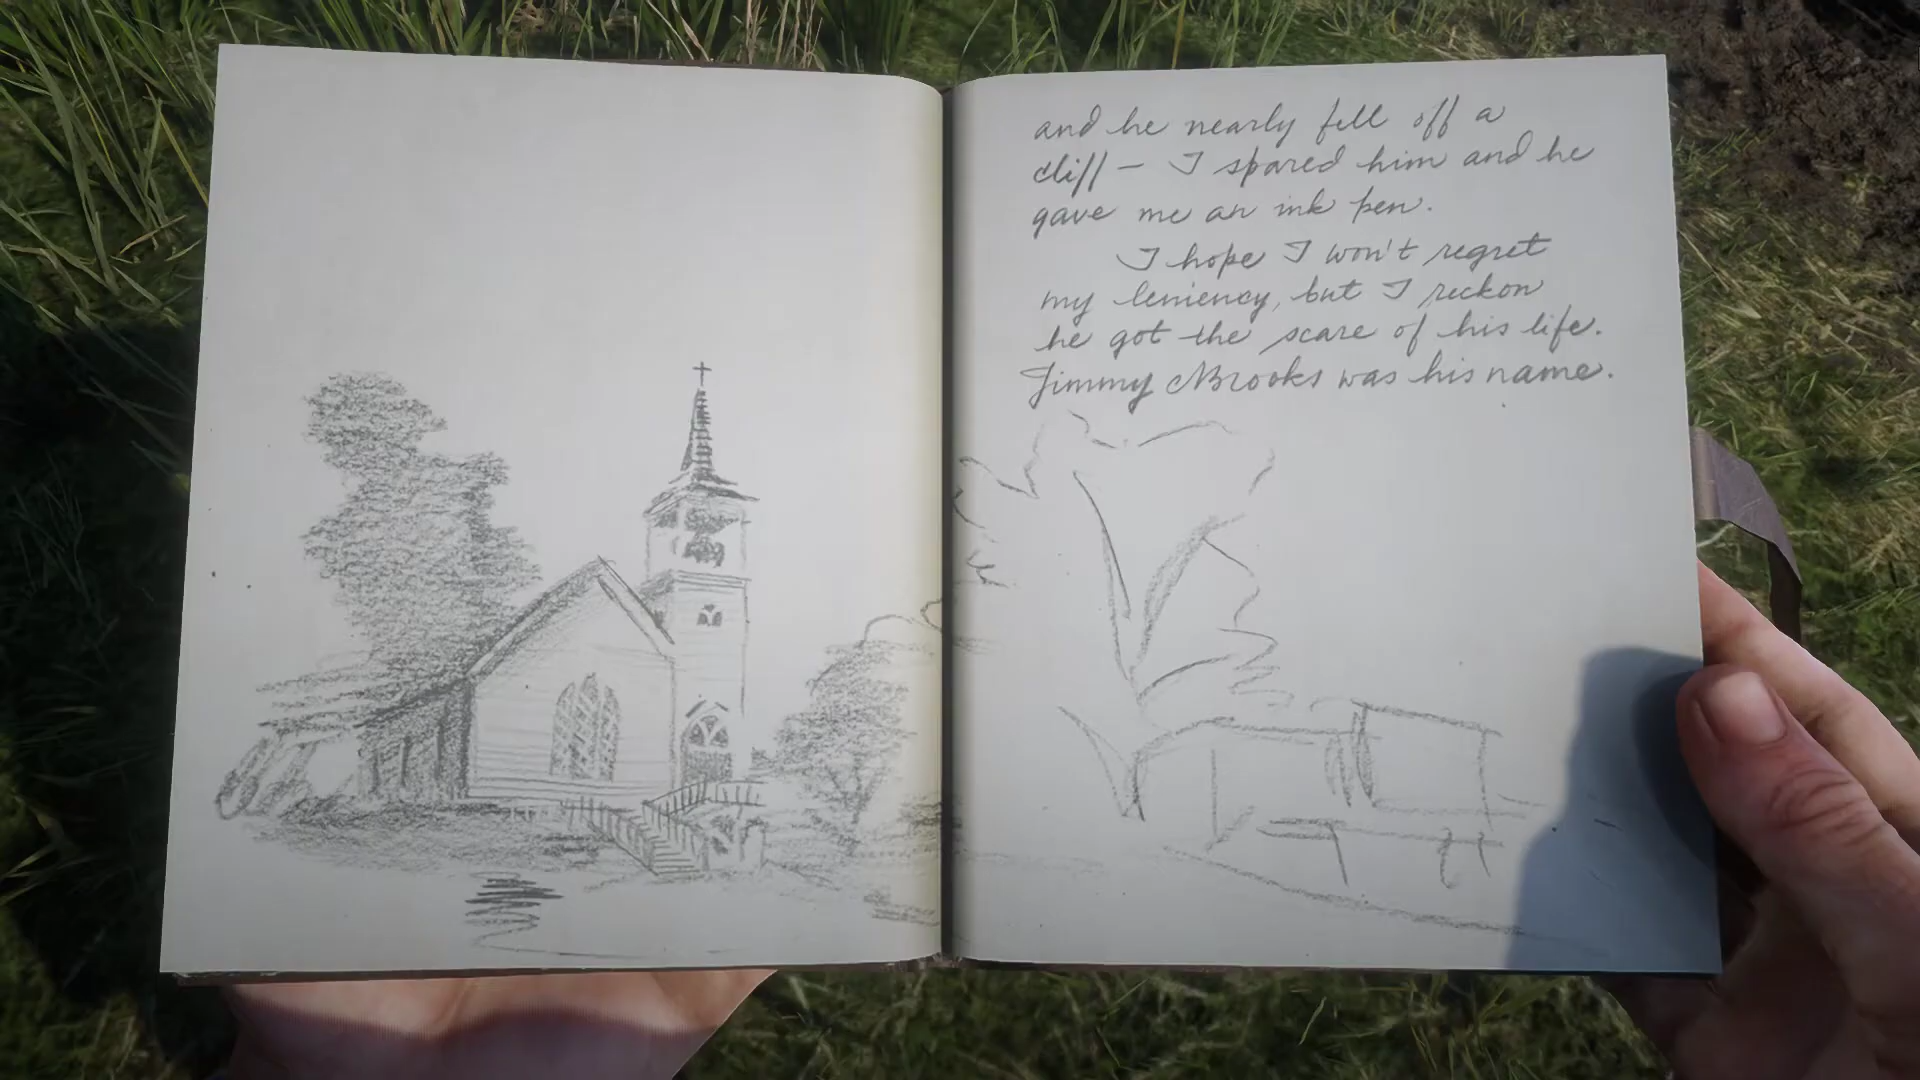 and he nearly fell off a
cliff – I spared him and he
gave me an ink pen.
I hope I won't regret
my leniency, but I reckon
he got the scare of his life.
Jimmy Brooks was his name.